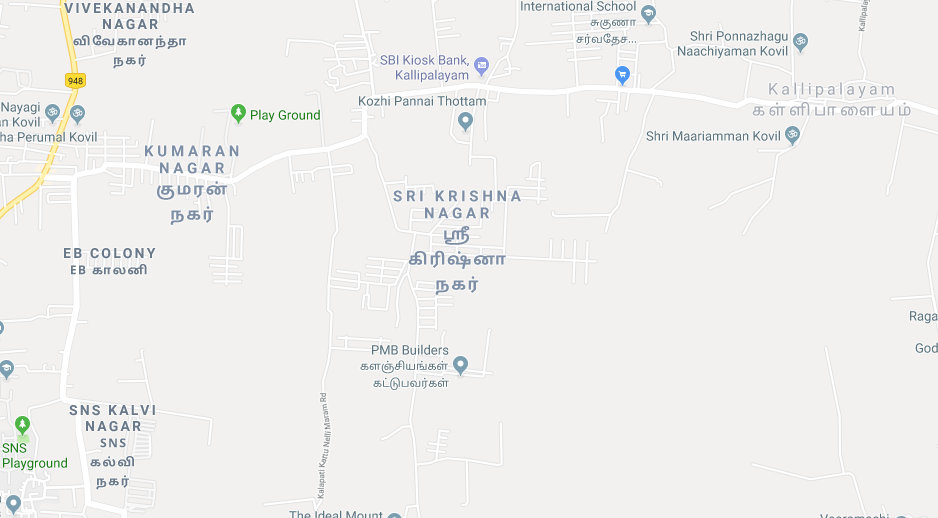 VIVEKANANDHA
NAGAR
விவேகானந்தா
நகர்
International School
சுகுணா
சர்வதேச...
Shri Ponnazhagu
Naachiyaman Kovil
948
SBI Kiosk Bank,
Kallipalayam
Kozhi Pannai Thottam
Kallipalayam
கள்ளிபாளையம்
Nayagi
n Kovil
ha Perumal Kovil
Play Ground
Shri Maariamman Kovil
KUMARAN
NAGAR
குமரன்
நகர்
SRI KRISHNA
NAGAR
ஸ்ரீ
கிரிஷ்னா
நகர்
EB COLONY
EB காலனி
Raga
God
PMB Builders
களஞ்சியங்கள்
கட்டுபவர்கள்
Kalapati Kattu Nelli Maram Rd
SNS KALVI
NAGAR
SNS
கல்வி
நகர்
SNS
Playground
The Ideal Mount